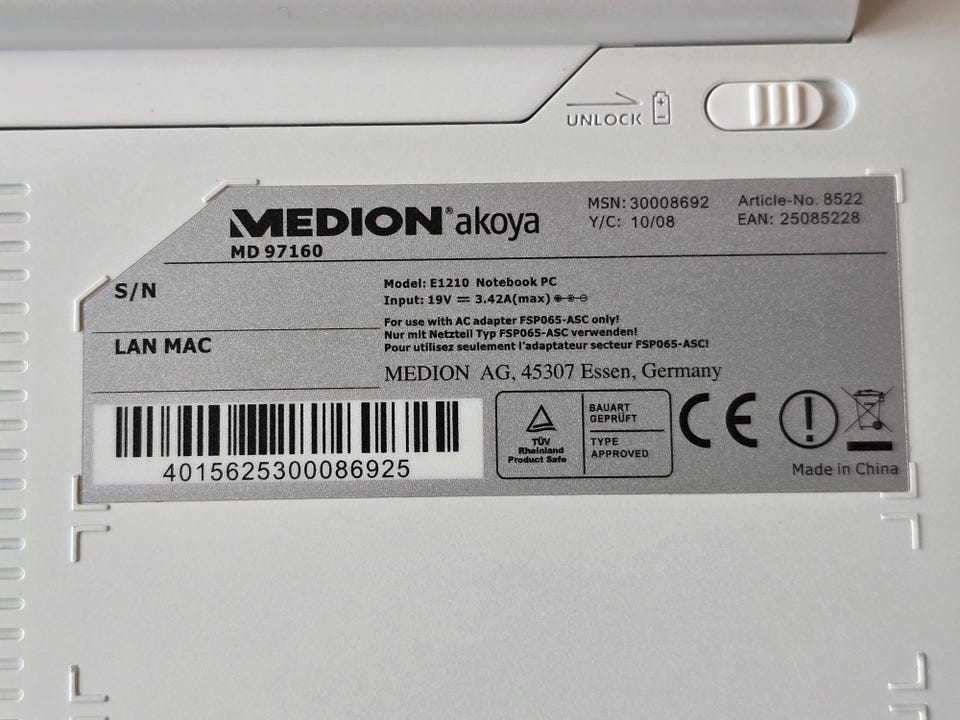 UNLOCK
MEDION® akoya
MD 97160
MSN: 30008692
Y/C: 10/08
Article-No. 8522
EAN: 25085228
S/N
LAN MAC
Model: E1210 Notebook PC
Input: 19V ⎓ 3.42A(max)
For use with AC adapter FSP065-ASC only!
Nur mit Netzteil Typ FSP065-ASC verwenden!
Pour utilisez seulement l'adaptateur secteur FSP065-ASC!
MEDION AG, 45307 Essen, Germany
4015625300086925
TÜV
Rheinland
Product Safe
BAUART
GEPRÜFT
TYPE
APPROVED
CE
Made in China